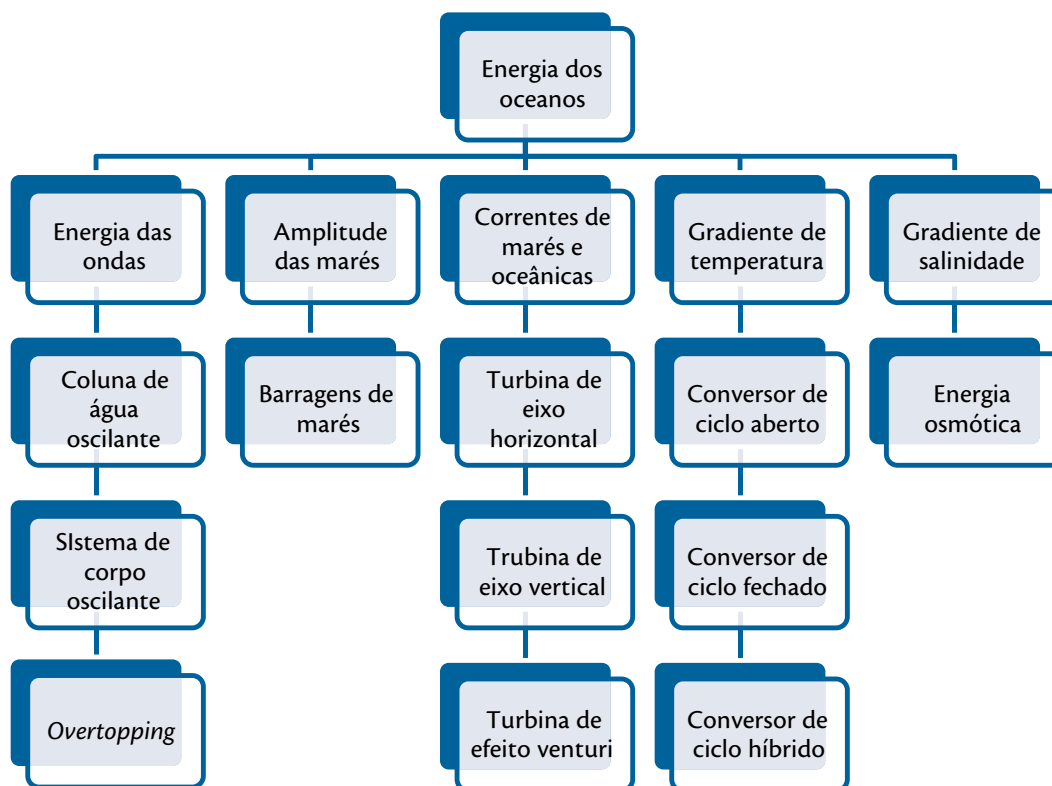 Energia dos
oceanos
Energia das
ondas
Amplitude
das marés
Correntes de
marés e
oceânicas
Gradiente de
temperatura
Gradiente de
salinidade
Coluna de
água
oscilante
Barragens de
marés
Turbina de
eixo
horizontal
Conversor de
ciclo aberto
Energia
osmótica
SIstema de
corpo
oscilante
Trubina de
eixo vertical
Conversor de
ciclo fechado
Overtopping
Turbina de
efeito venturi
Conversor de
ciclo híbrido